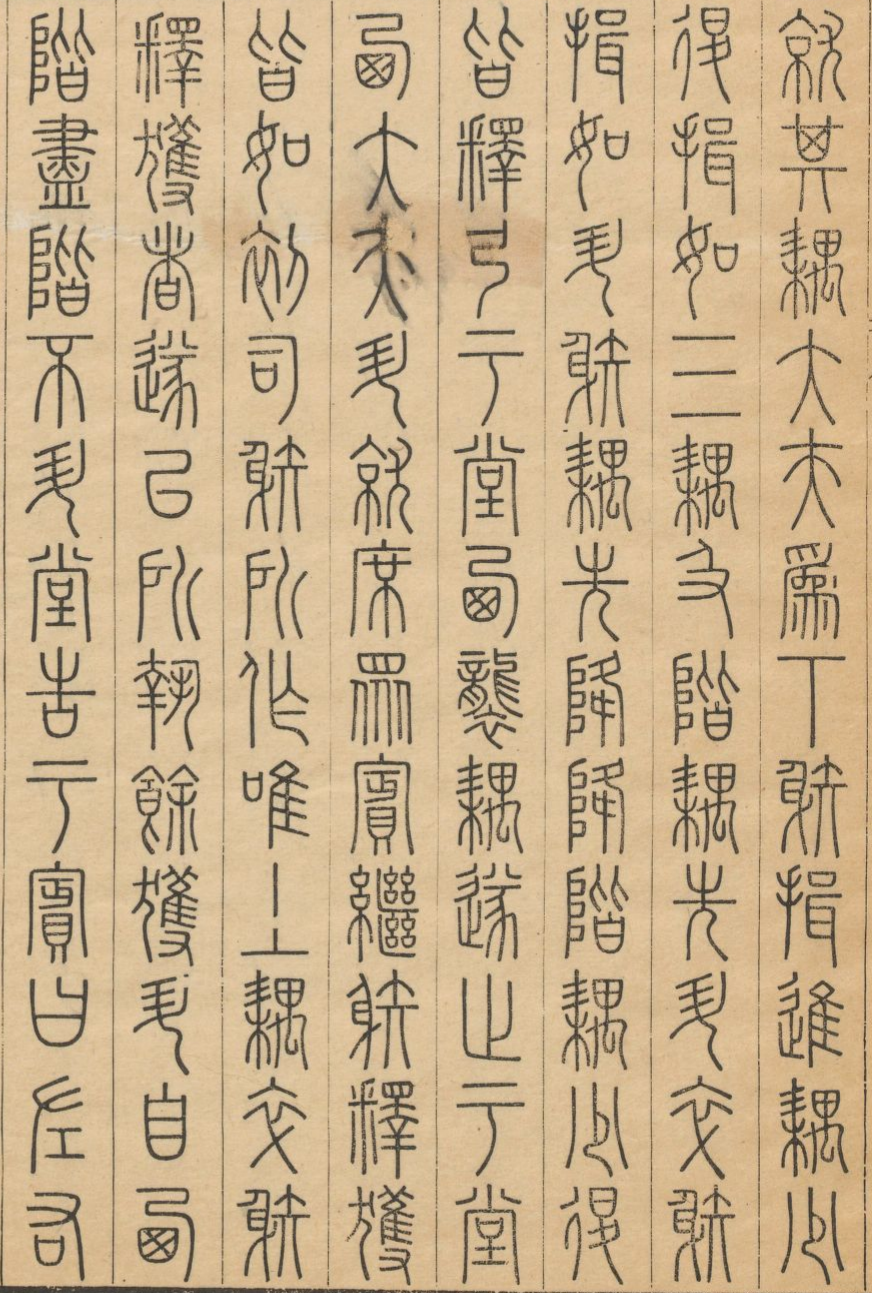 就其耦大夫為下射揖進耦少
退揖如三耦及階耦先升卒射
揖如升射耦先降降階耦少退
皆釋弓于堂西襲耦遂止于堂
西大夫升就席眾賓繼射釋獲
皆如初司射所作唯上耦卒射
釋獲者遂以所執餘獲升自西
階盡階不升堂告于賓曰左右